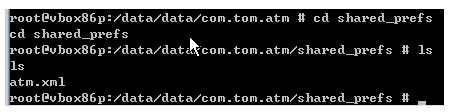 root@vbox86p:/data/data/com.tom.atm # cd shared_prefs
cd shared_prefs
root@vbox86p:/data/data/com.tom.atm/shared_prefs # ls
ls
atm.xml
root@vbox86p:/data/data/com.tom.atm/shared_prefs # _